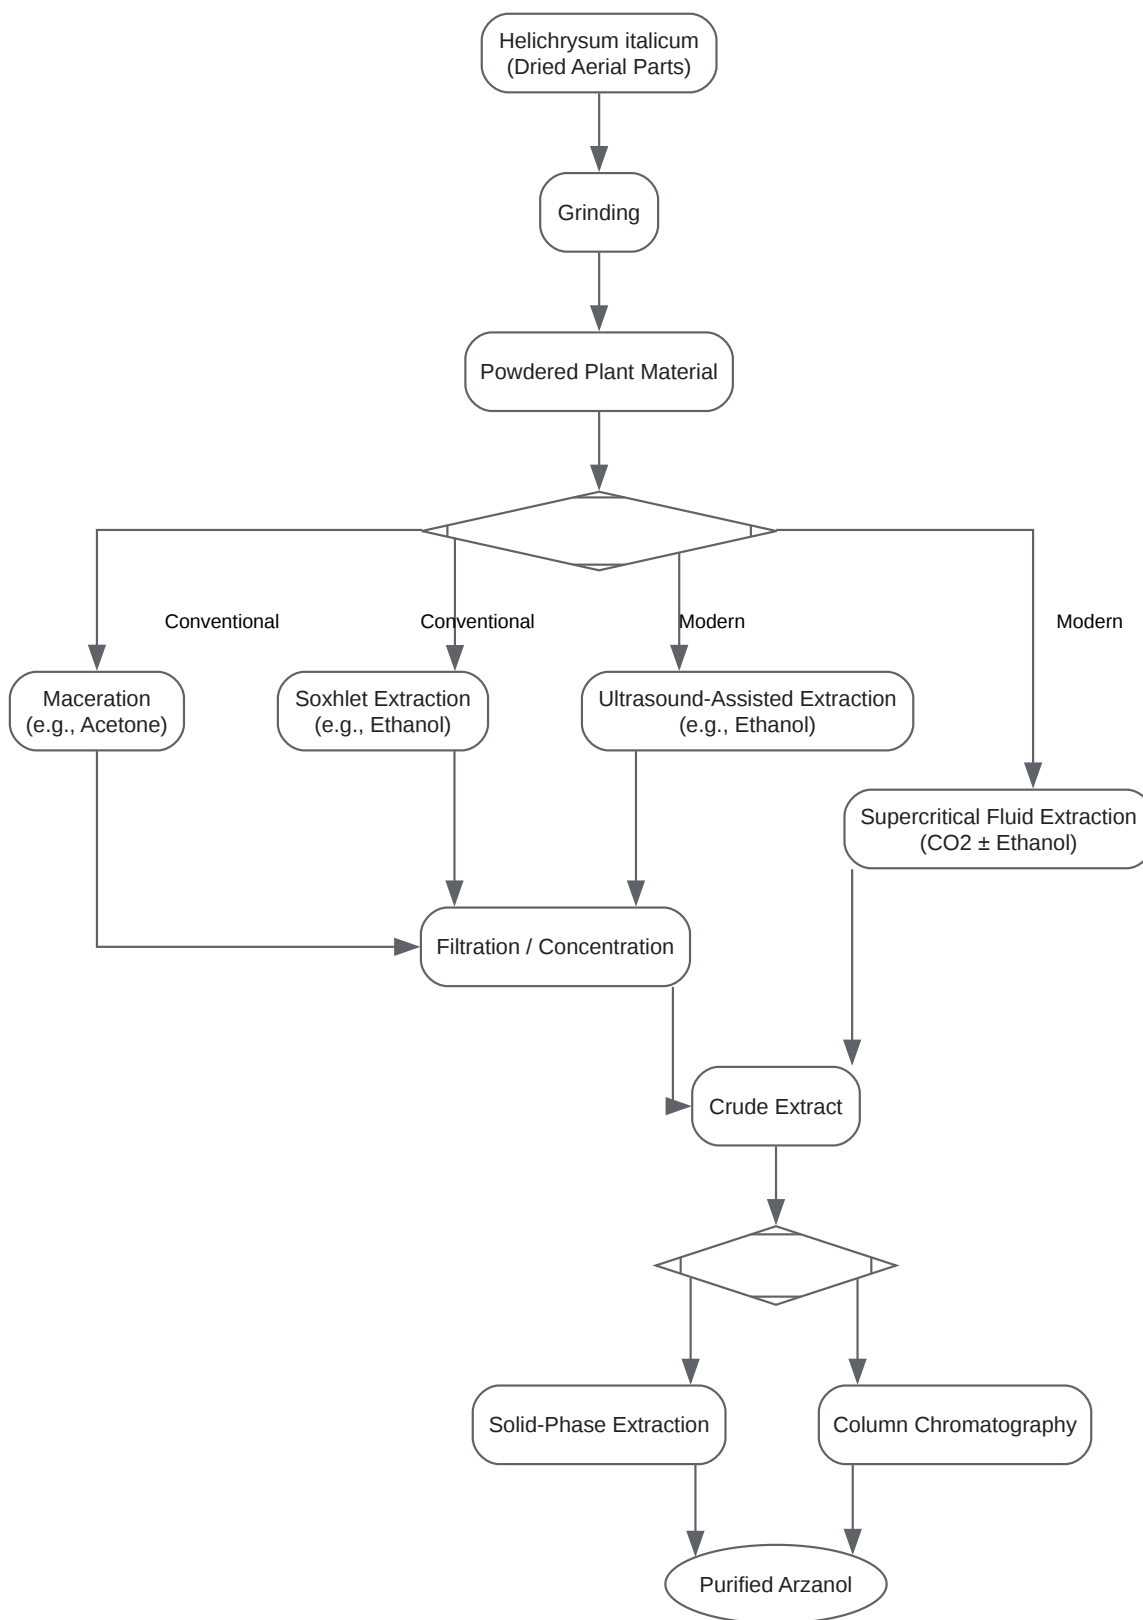 Helichrysum italicum
(Dried Aerial Parts)
Grinding
Powdered Plant Material
Conventional
Conventional
Modern
Modern
Maceration
(e.g., Acetone)
Soxhlet Extraction
(e.g., Ethanol)
Ultrasound-Assisted Extraction
(e.g., Ethanol)
Supercritical Fluid Extraction
(CO2 ± Ethanol)
Filtration / Concentration
Crude Extract
Solid-Phase Extraction
Column Chromatography
Purified Arzanol